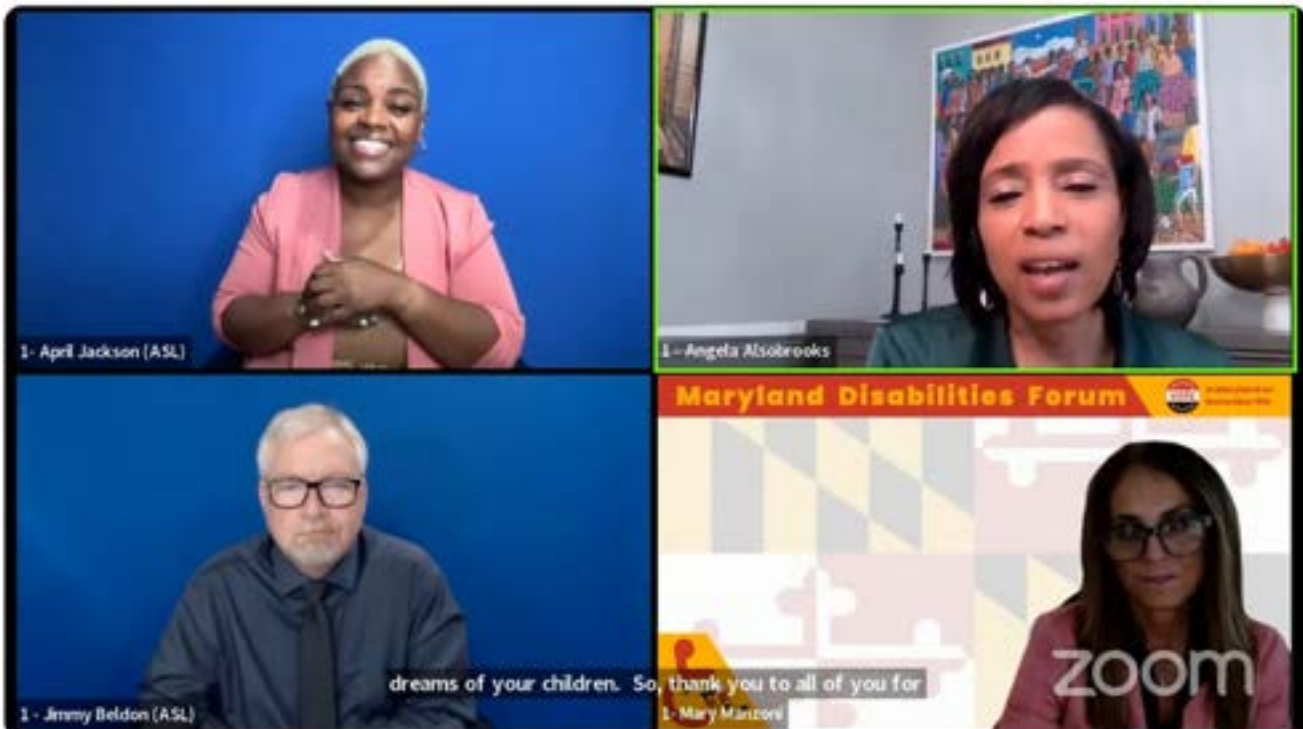 1- April Jackson (ASL)
1 - Angela Alsobrooks
Maryland Disabilities Forum
dreams of your children. So, thank you to all of you for
1 - Jimmy Beldon (ASL)
1- Mary Manzoni
zoom